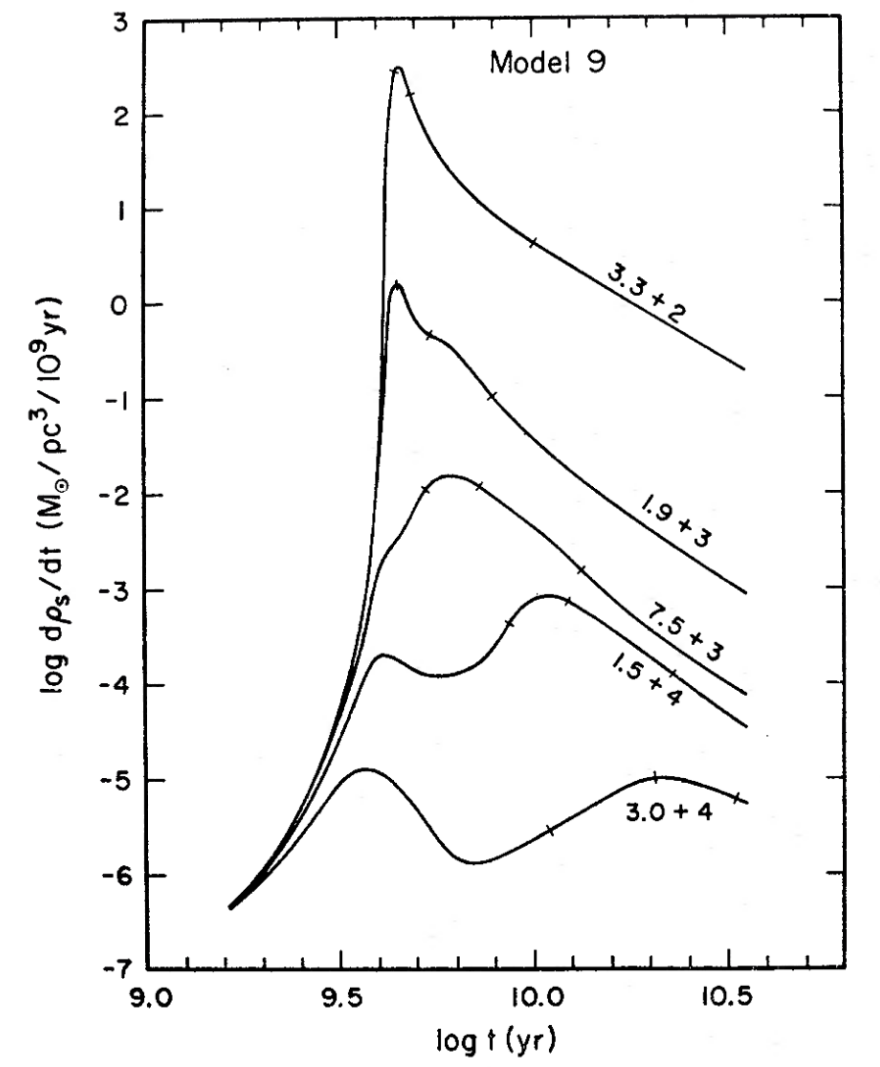 Model 9
3
2
1
0
-1
-2
-3
-4
-5
-6
-7
log dρₛ/dt (M⊙/pc³/10⁹yr)
3.3 + 2
1.9 + 3
7.5 + 3
1.5 + 4
3.0 + 4
9.0 9.5 10.0 10.5
log t (yr)